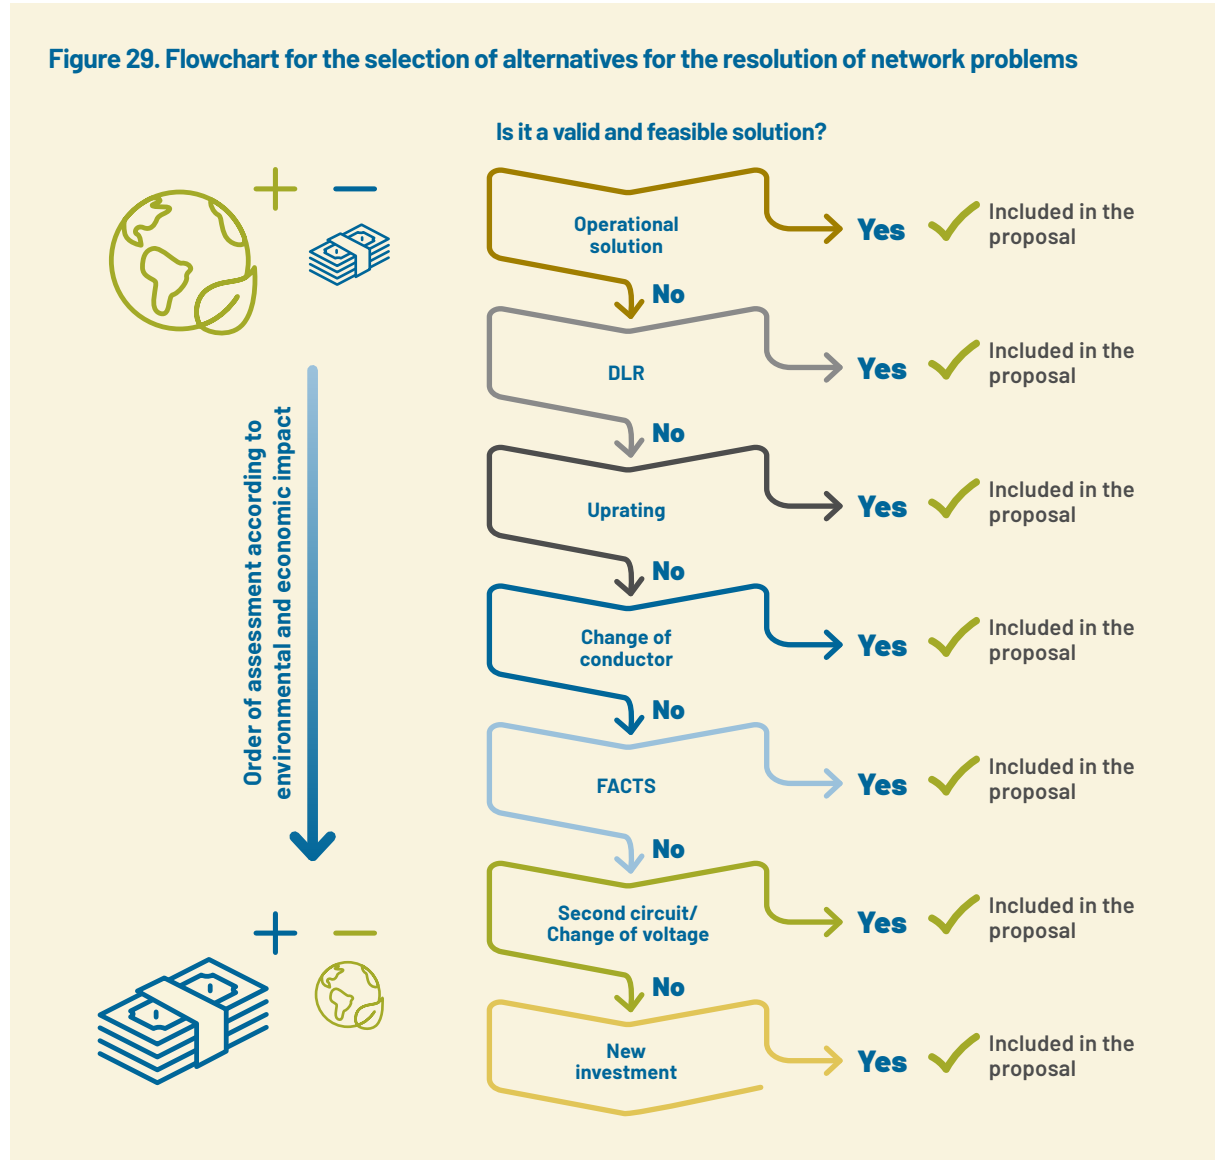 Figure 29. Flowchart for the selection of alternatives for the resolution of network problems
Is it a valid and feasible solution?
Operational
solution
Yes
Included in the
proposal
No
DLR
Yes
Included in the
proposal
No
Uprating
Yes
Included in the
proposal
No
Change of
conductor
Yes
Included in the
proposal
No
FACTS
Yes
Included in the
proposal
No
Second circuit/
Change of voltage
Yes
Included in the
proposal
No
New
investment
Yes
Included in the
proposal
Order of assessment according to
environmental and economic impact